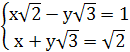 x√2 − y√3 = 1
x + y√3 = √2